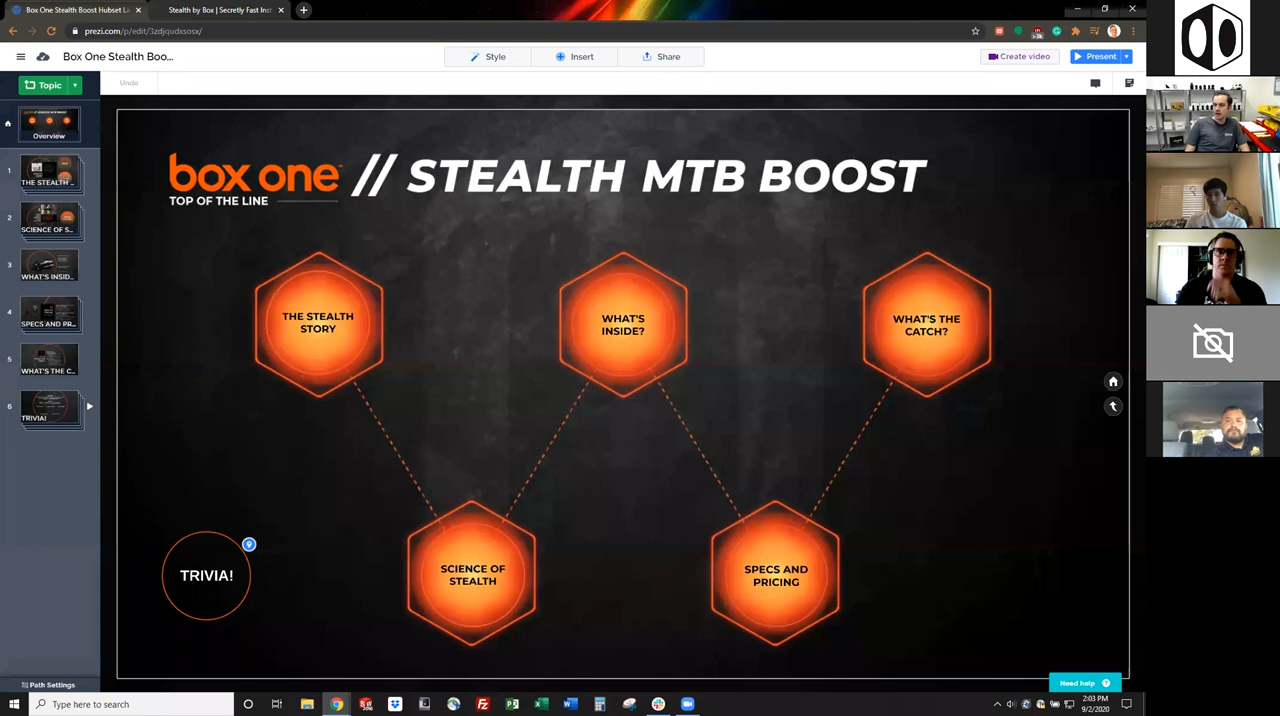 Box One Stealth Boost Hubset La
Stealth by Box | Secretly Fast Inst
prezi.com/p/edit/3zdjqudxsosx/
Box One Stealth Boo...
Style
Insert
Share
Create video
Present
Topic
Undo
Overview
1
THE STEALTH ...
2
SCIENCE OF S...
3
WHAT'S INSID...
4
SPECS AND PR...
5
WHAT'S THE C...
6
TRIVIA!
Path Settings
box one
TOP OF THE LINE
// STEALTH MTB BOOST
THE STEALTH
STORY
WHAT'S
INSIDE?
WHAT'S THE
CATCH?
SCIENCE OF
STEALTH
SPECS AND
PRICING
TRIVIA!
Need help ?
Type here to search
2:03 PM
9/2/2020